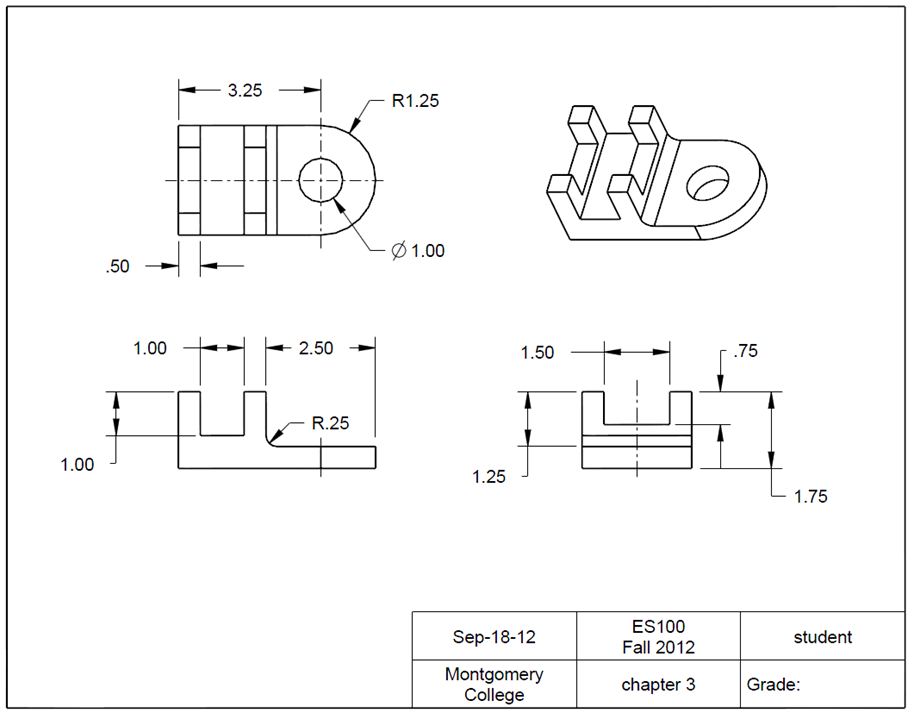 3.25
R1.25
Ø 1.00
.50
1.00
2.50
R.25
1.00
1.50
.75
1.25
1.75
Sep-18-12
ES100
Fall 2012
student
Montgomery
College
chapter 3
Grade: